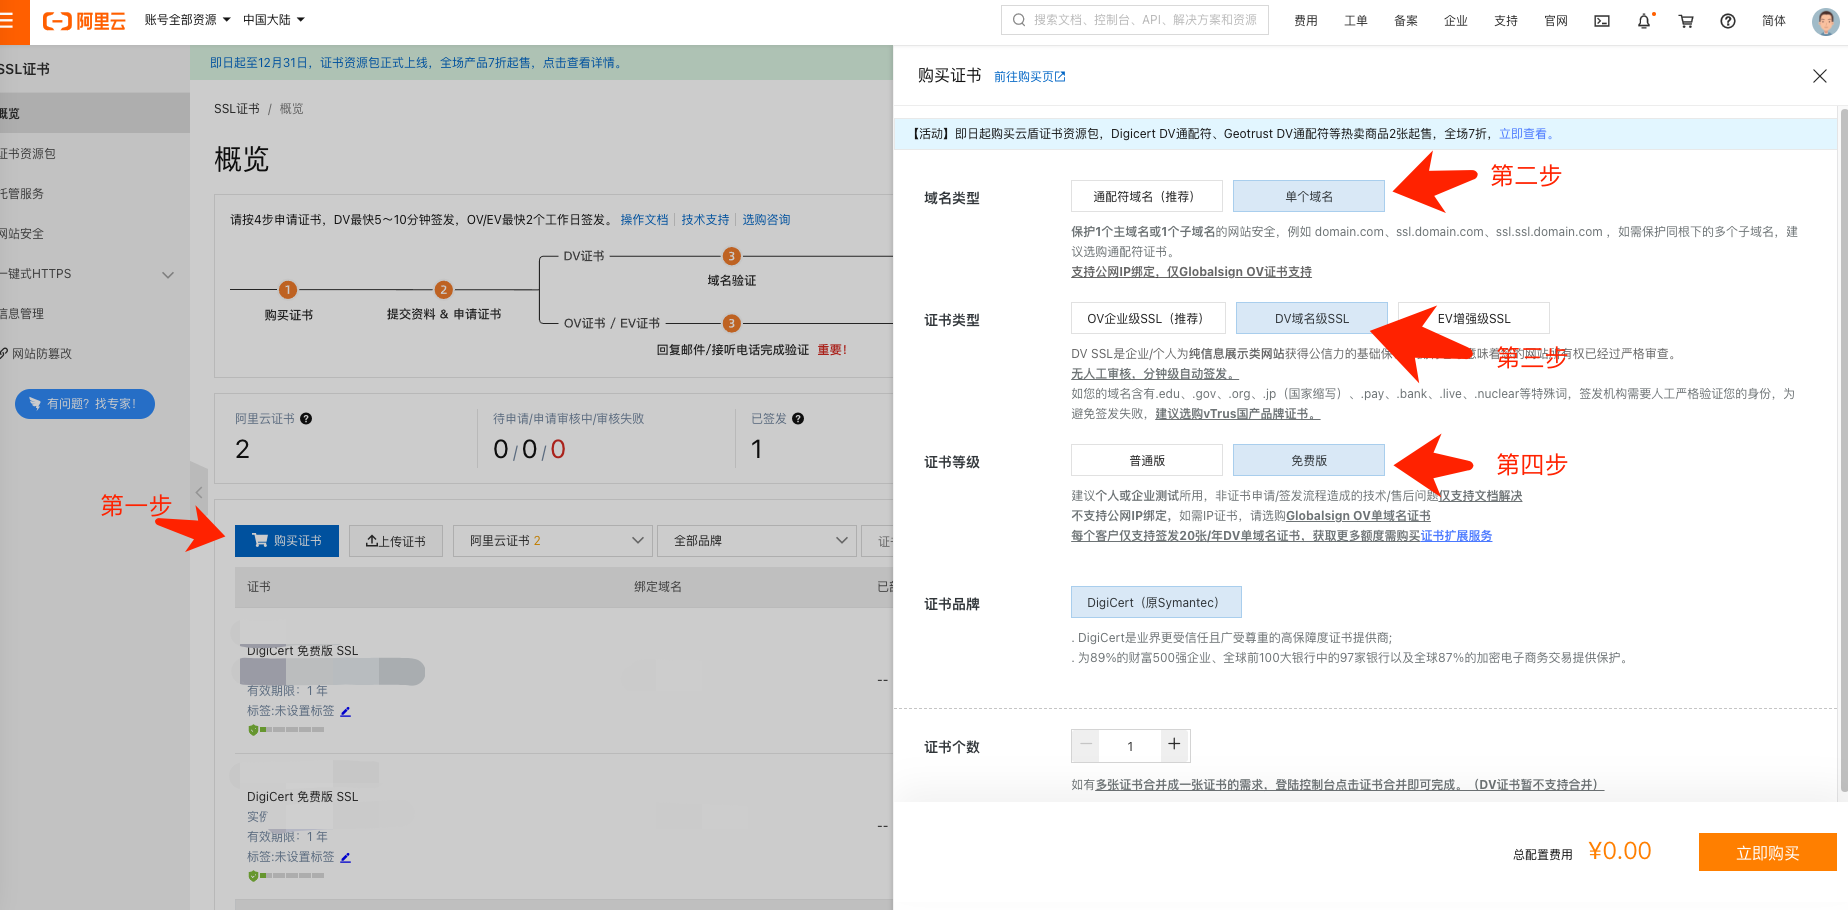 阿里云
账号全部资源
中国大陆
搜索文档、控制台、API、解决方案和资源
费用
工单
备案
企业
支持
官网
简体
SSL证书
概览
证书资源包
托管服务
网站安全
一键式HTTPS
信息管理
网站防篡改
有问题？找专家！
即日起至12月31日，证书资源包正式上线，全场产品7折起售，点击查看详情。
SSL证书 / 概览
概览
请按4步申请证书，DV最快5～10分钟签发，OV/EV最快2个工作日签发。 操作文档 技术支持 选购咨询
DV证书
3
域名验证
1
购买证书
2
提交资料 & 申请证书
OV证书 / EV证书
3
回复邮件/接听电话完成验证 重要！
阿里云证书
2
待申请/申请审核中/审核失败
0/0/0
已签发
1
第一步
购买证书
上传证书
阿里云证书 2
全部品牌
证书
绑定域名
DigiCert 免费版 SSL
有效期限：1 年
标签:未设置标签
--
DigiCert 免费版 SSL
实例
有效期限：1 年
标签:未设置标签
--
购买证书 前往购买页
【活动】即日起购买云盾证书资源包，Digicert DV通配符、Geotrust DV通配符等热卖商品2张起售，全场7折，立即查看。
域名类型
通配符域名（推荐）
单个域名
第二步
保护1个主域名或1个子域名的网站安全，例如 domain.com、ssl.domain.com、ssl.ssl.domain.com ，如需保护同根下的多个子域名，建
议选购通配符证书。
支持公网IP绑定，仅Globalsign OV证书支持
证书类型
OV企业级SSL（推荐）
DV域名级SSL
EV增强级SSL
第三步
DV SSL是企业/个人为纯信息展示类网站获得公信力的基础保 意味着 的网站 有权已经过严格审查。
无人工审核、分钟级自动签发。
如您的域名含有.edu、.gov、.org、.jp（国家缩写）、.pay、.bank、.live、.nuclear等特殊词，签发机构需要人工严格验证您的身份，为
避免签发失败，建议选购vTrus国产品牌证书。
证书等级
普通版
免费版
第四步
建议个人或企业测试所用，非证书申请/签发流程造成的技术/售后问题仅支持文档解决
不支持公网IP绑定，如需IP证书，请选购Globalsign OV单域名证书
每个客户仅支持签发20张/年DV单域名证书，获取更多额度需购买证书扩展服务
证书品牌
DigiCert（原Symantec）
. DigiCert是业界更受信任且广受尊重的高保障度证书提供商;
. 为89%的财富500强企业、全球前100大银行中的97家银行以及全球87%的加密电子商务交易提供保护。
证书个数
1
如有多张证书合并成一张证书的需求，登陆控制台点击证书合并即可完成。（DV证书暂不支持合并）
总配置费用 ¥0.00
立即购买